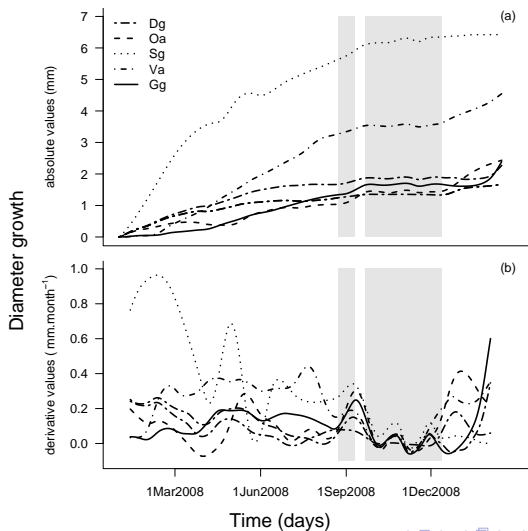 (a)
Dg
Oa
Sg
Va
Gg
7
6
5
4
3
2
1
0
absolute values (mm)
Diameter growth
(b)
1.0
0.8
0.6
0.4
0.2
0.0
derivative values ( mm.month⁻¹)
1Mar2008
1Jun2008
1Sep2008
1Dec2008
Time (days)